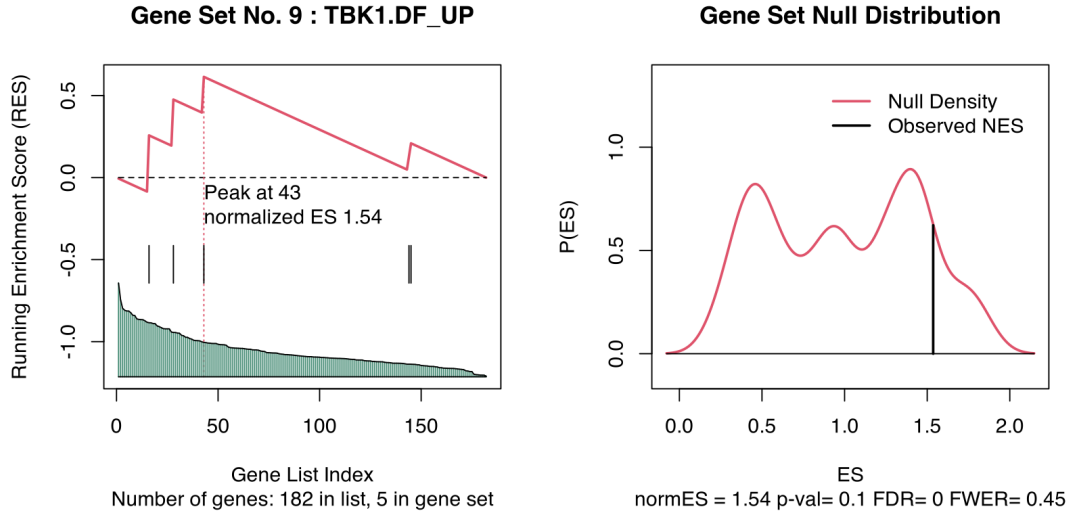 Gene Set No. 9 : TBK1.DF_UP
Running Enrichment Score (RES)
0.5
0.0
-0.5
-1.0
Peak at 43
normalized ES 1.54
0 50 100 150
Gene List Index
Number of genes: 182 in list, 5 in gene set
Gene Set Null Distribution
P(ES)
1.0
0.5
0.0
Null Density
Observed NES
0.0 0.5 1.0 1.5 2.0
ES
normES = 1.54 p-val= 0.1 FDR= 0 FWER= 0.45